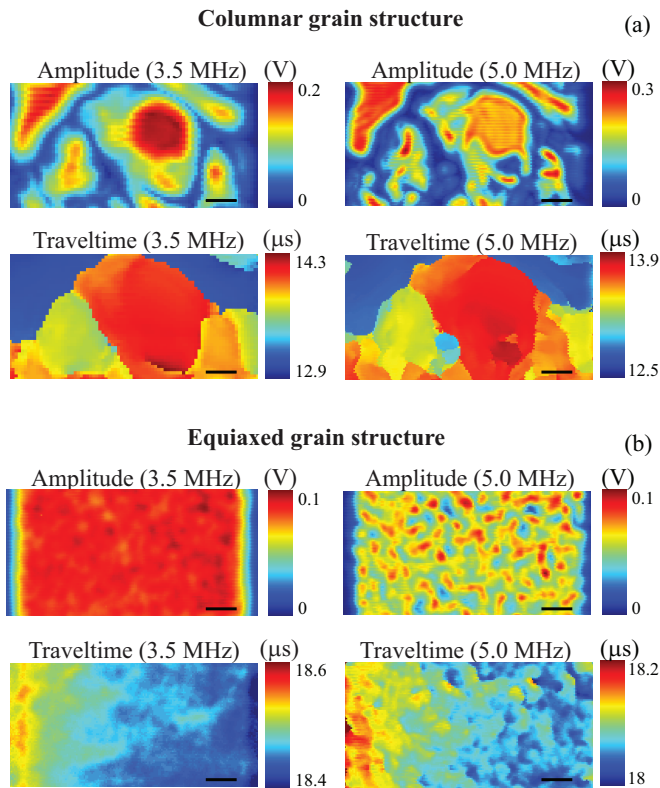 Columnar grain structure (a)
Amplitude (3.5 MHz) (V) Amplitude (5.0 MHz) (V)
0.2 0.3
0 0
Traveltime (3.5 MHz) (μs) Traveltime (5.0 MHz) (μs)
14.3 13.9
12.9 12.5
Equiaxed grain structure (b)
Amplitude (3.5 MHz) (V) Amplitude (5.0 MHz) (V)
0.1 0.1
0 0
Traveltime (3.5 MHz) (μs) Traveltime (5.0 MHz) (μs)
18.6 18.2
18.4 18